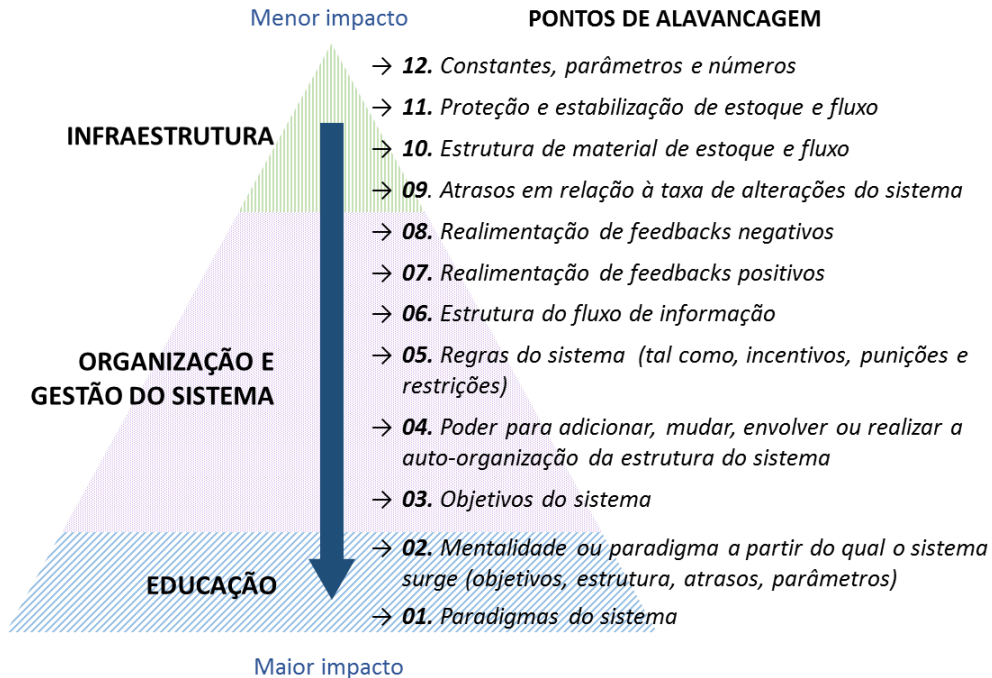 Menor impacto
PONTOS DE ALAVANCAGEM
→ 12. Constantes, parâmetros e números
→ 11. Proteção e estabilização de estoque e fluxo
INFRAESTRUTURA
→ 10. Estrutura de material de estoque e fluxo
→ 09. Atrasos em relação à taxa de alterações do sistema
→ 08. Realimentação de feedbacks negativos
→ 07. Realimentação de feedbacks positivos
→ 06. Estrutura do fluxo de informação
ORGANIZAÇÃO E
GESTÃO DO SISTEMA
→ 05. Regras do sistema (tal como, incentivos, punições e
restrições)
→ 04. Poder para adicionar, mudar, envolver ou realizar a
auto-organização da estrutura do sistema
→ 03. Objetivos do sistema
→ 02. Mentalidade ou paradigma a partir do qual o sistema
surge (objetivos, estrutura, atrasos, parâmetros)
EDUCAÇÃO
→ 01. Paradigmas do sistema
Maior impacto